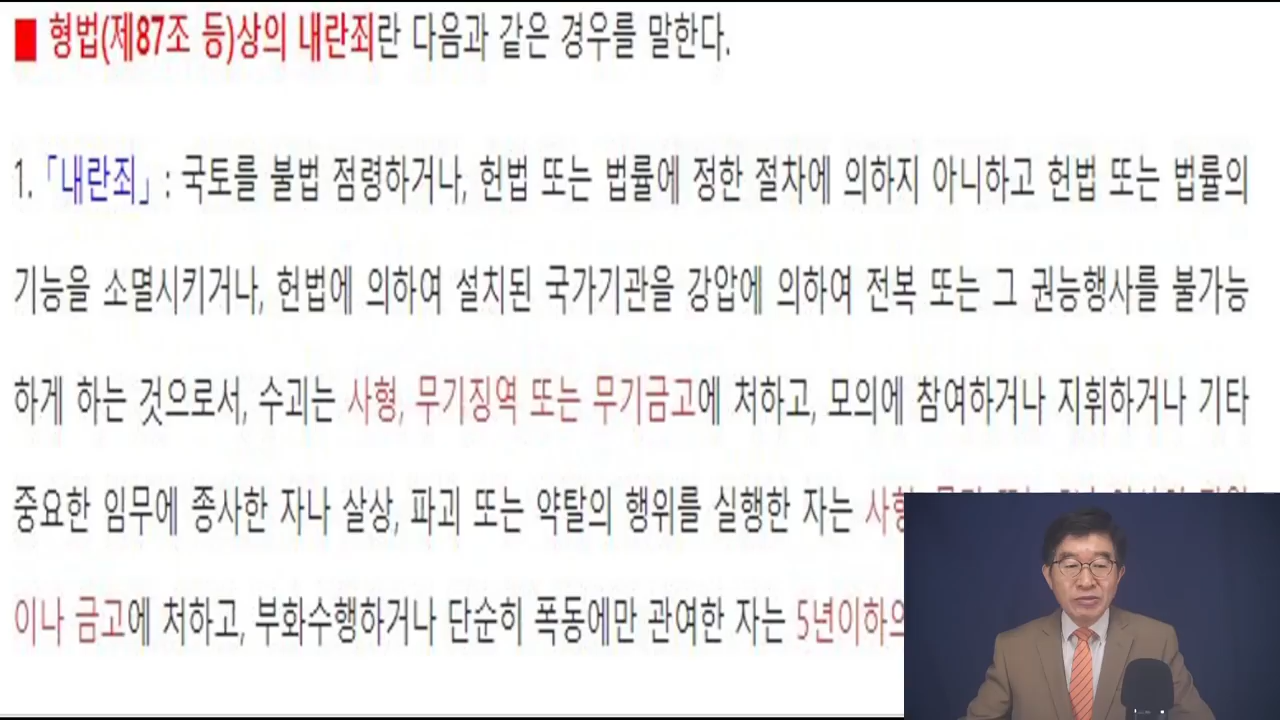 ■ 형법(제87조 등)상의 내란죄란 다음과 같은 경우를 말한다.
1. 「내란죄」: 국토를 불법 점령하거나, 헌법 또는 법률에 정한 절차에 의하지 아니하고 헌법 또는 법률의
기능을 소멸시키거나, 헌법에 의하여 설치된 국가기관을 강압에 의하여 전복 또는 그 권능행사를 불가능
하게 하는 것으로서, 수괴는 사형, 무기징역 또는 무기금고에 처하고, 모의에 참여하거나 지휘하거나 기타
중요한 임무에 종사한 자나 살상, 파괴 또는 약탈의 행위를 실행한 자는
이나 금고에 처하고, 부화수행하거나 단순히 폭동에만 관여한 자는